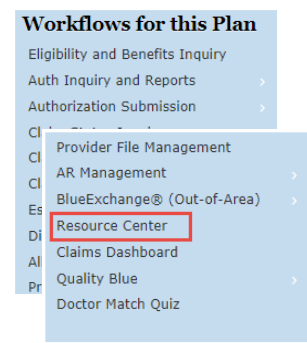 Workflows for this Plan
Eligibility and Benefits Inquiry
Auth Inquiry and Reports
Authorization Submission
Provider File Management
AR Management
BlueExchange® (Out-of-Area)
Resource Center
Claims Dashboard
Quality Blue
Doctor Match Quiz